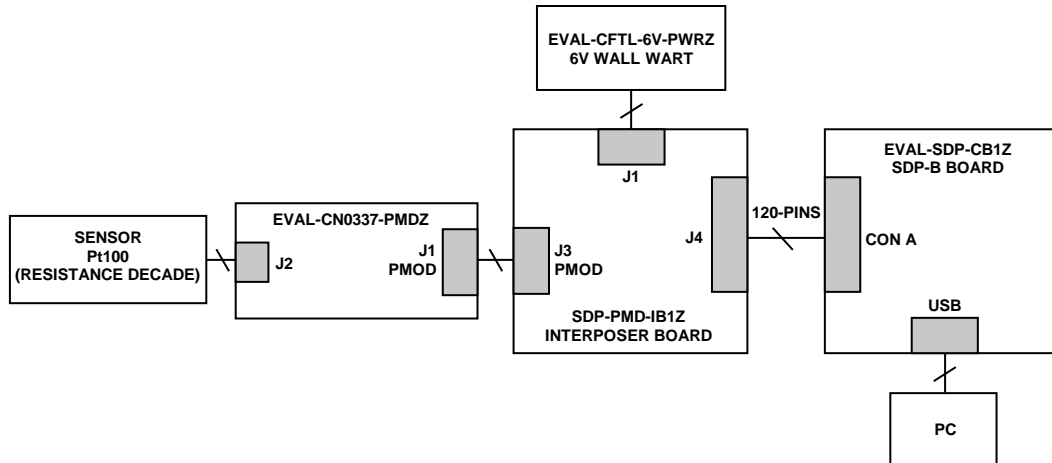 EVAL-CFTL-6V-PWRZ
6V WALL WART
J1
EVAL-SDP-CB1Z
SDP-B BOARD
120-PINS
J4
CON A
EVAL-CN0337-PMDZ
SENSOR
Pt100
(RESISTANCE DECADE)
J2
J1
PMOD
J3
PMOD
SDP-PMD-IB1Z
INTERPOSER BOARD
USB
PC